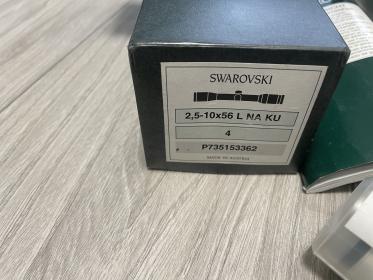 SWAROVSKI
2,5-10x56 L NA KU
4
P735153362
MADE IN AUSTRIA